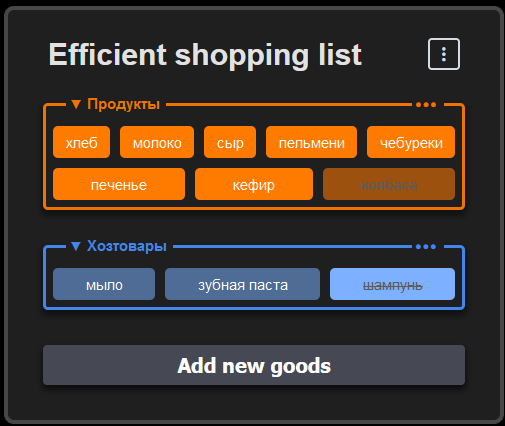 Efficient shopping list
▼ Продукты
хлеб молоко сыр пельмени чебуреки
печенье кефир колбаса
▼ Хозтовары
мыло зубная паста шампунь
Add new goods